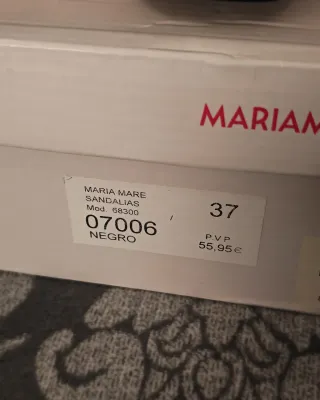 MARIAM
MARIA MARE
SANDALIAS
Mod. 68300
07006 / 37
NEGRO
P.V.P
55,95€